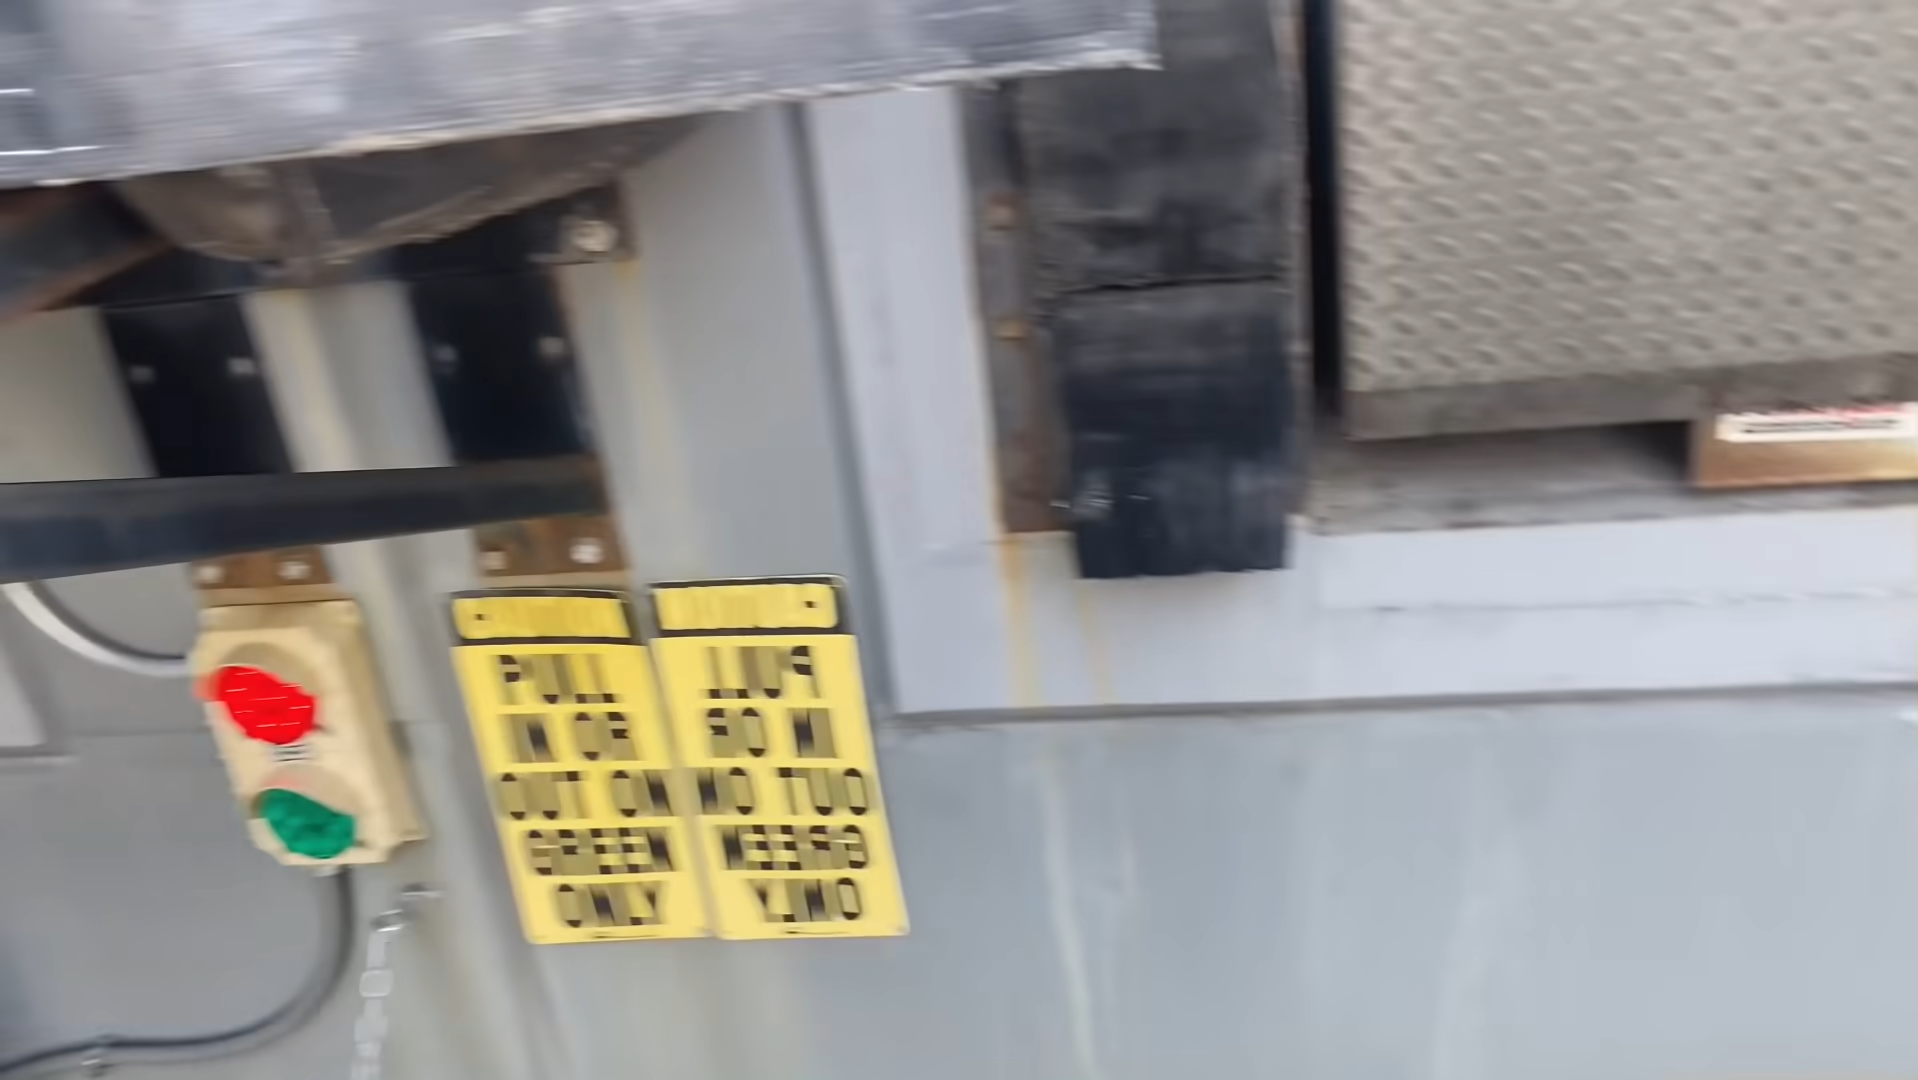 PULL
IN OR
OUT ON
GREEN
ONLY
PULL
IN OR
OUT ON
GREEN
ONLY